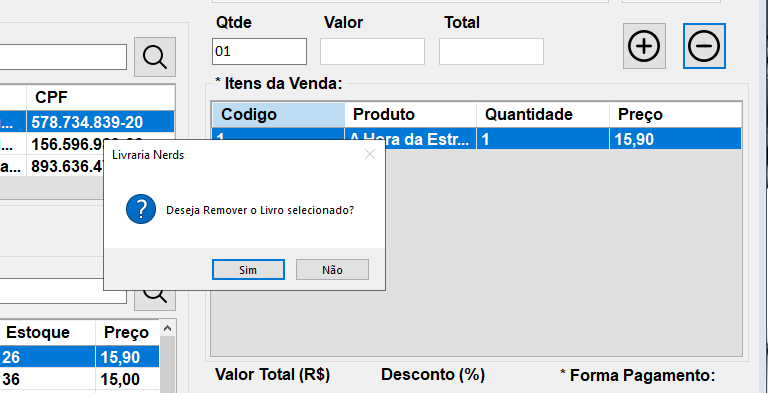 Qtde Valor Total
01
* Itens da Venda:
CPF
Codigo Produto Quantidade Preço
... 578.734.839-20
1 A Hora da Estr... 1 15,90
... 156.596.9
a... 893.636.4
Livraria Nerds
Deseja Remover o Livro selecionado?
Sim Não
Estoque Preço
26 15,90
36 15,00
Valor Total (R$) Desconto (%) * Forma Pagamento: